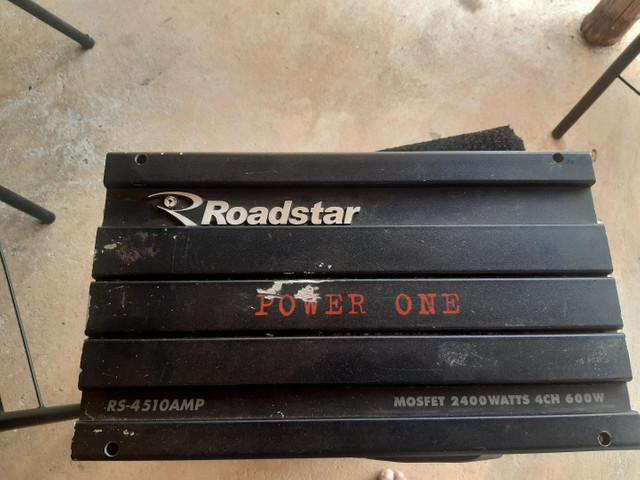 Roadstar
POWER ONE
RS-4510AMP
MOSFET 2400WATTS 4CH 600W